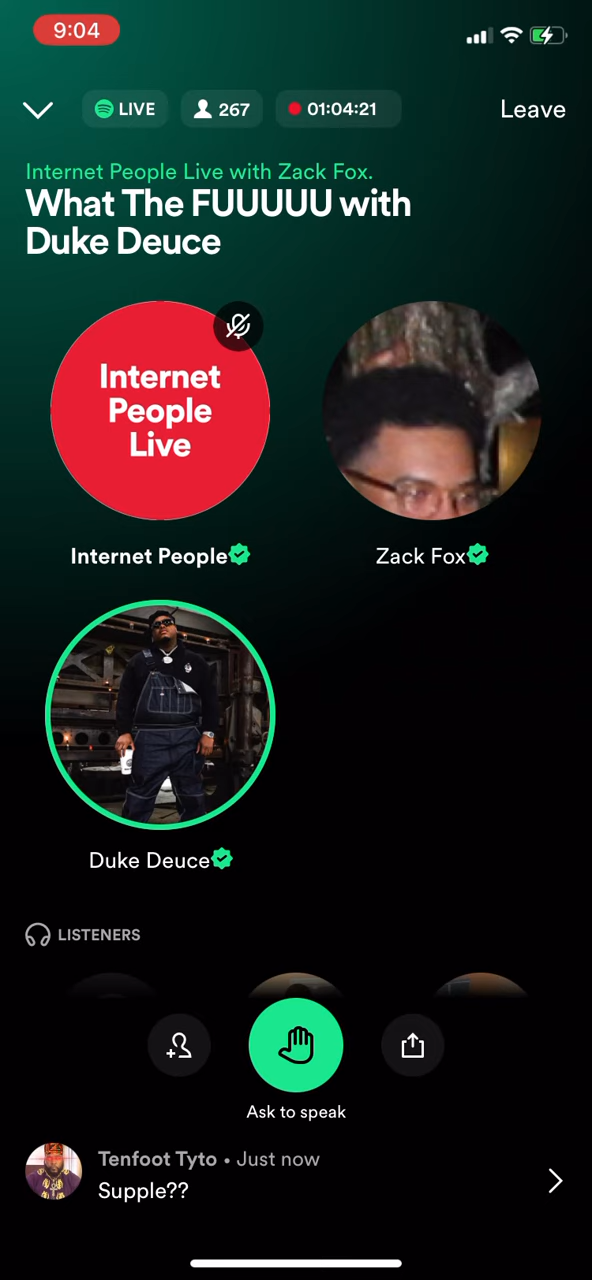 9:04
LIVE
267
01:04:21
Leave
Internet People Live with Zack Fox.
What The FUUUUU with
Duke Deuce
Internet
People
Live
Internet People
Zack Fox
Duke Deuce
LISTENERS
Ask to speak
Tenfoot Tyto • Just now
Supple??